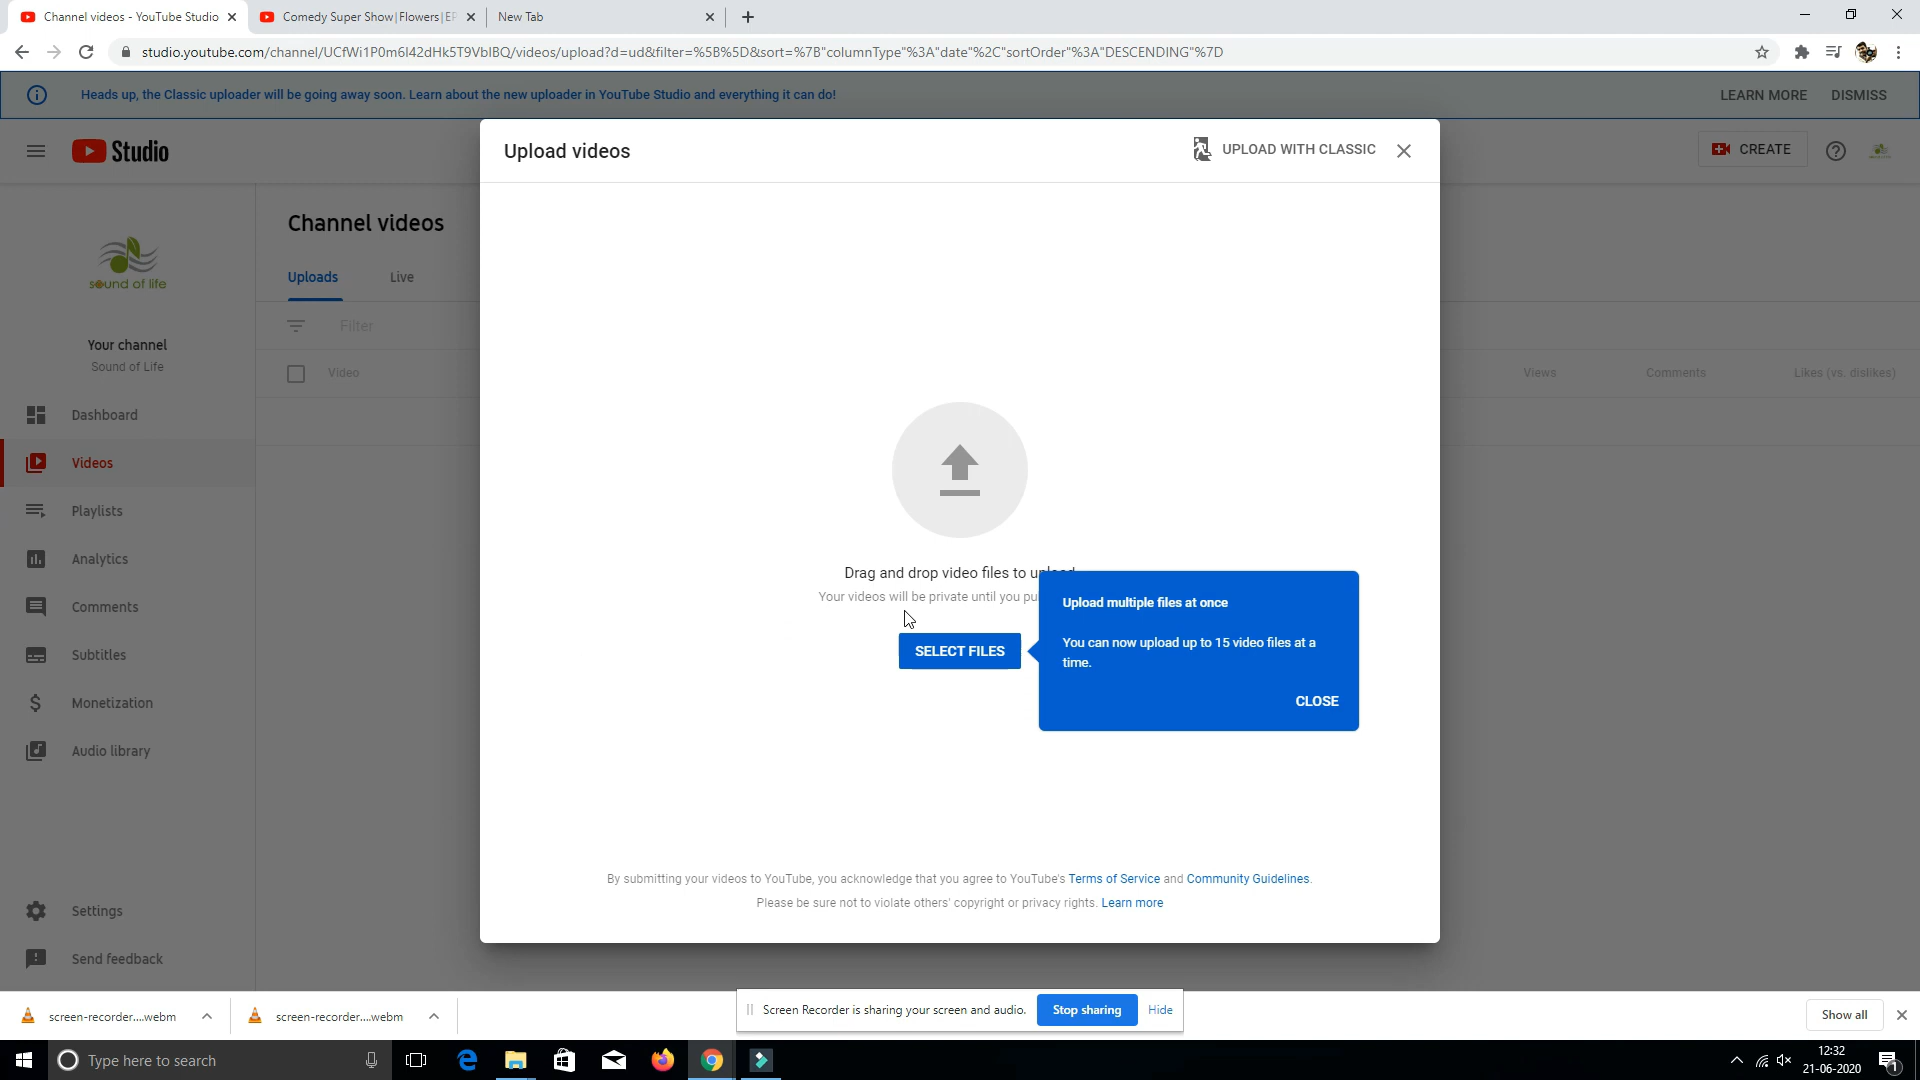 Channel videos - YouTube Studio
Comedy Super Show|Flowers|EP
New Tab
studio.youtube.com/channel/UCfWi1P0m6I42dHk5T9VbIBQ/videos/upload?d=ud&filter=%5B%5D&sort=%7B"columnType"%3A"date"%2C"sortOrder"%3A"DESCENDING"%7D
Heads up, the Classic uploader will be going away soon. Learn about the new uploader in YouTube Studio and everything it can do!
LEARN MORE
DISMISS
Studio
Upload videos
UPLOAD WITH CLASSIC
CREATE
Channel videos
sound of life
Uploads
Live
Filter
Your channel
Sound of Life
Video
Views
Comments
Likes (vs. dislikes)
Dashboard
Videos
Playlists
Analytics
Comments
Subtitles
Monetization
Audio library
Settings
Send feedback
Drag and drop video files to upload
Your videos will be private until you pu
SELECT FILES
Upload multiple files at once
You can now upload up to 15 video files at a
time.
CLOSE
By submitting your videos to YouTube, you acknowledge that you agree to YouTube's Terms of Service and Community Guidelines.
Please be sure not to violate others' copyright or privacy rights. Learn more
screen-recorder....webm
screen-recorder....webm
Screen Recorder is sharing your screen and audio.
Stop sharing
Hide
Show all
Type here to search
12:32
21-06-2020
1